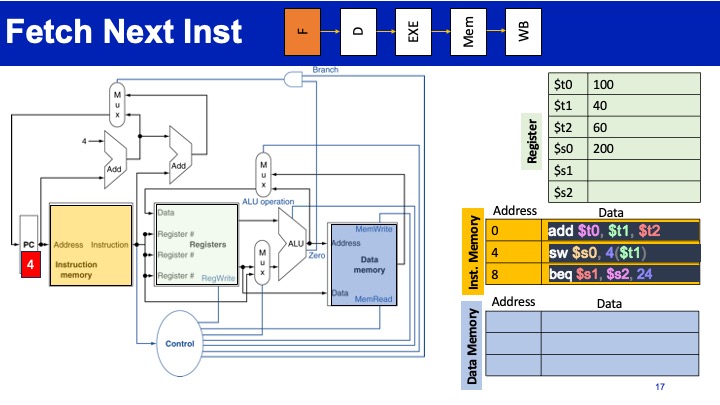 Fetch Next Inst
F
D
EXE
Mem
WB
Branch
M
u
x
4
Add
Add
M
u
x
ALU operation
Data
Register #
Registers
Register #
Register #
RegWrite
PC
4
Address
Instruction
Instruction
memory
M
u
x
ALU
Zero
MemWrite
Address
Data
memory
Data
MemRead
Control
Register
$t0 100
$t1 40
$t2 60
$s0 200
$s1
$s2
Inst. Memory
Address Data
0 add $t0, $t1, $t2
4 sw $s0, 4($t1)
8 beq $s1, $s2, 24
Data Memory
Address Data
17